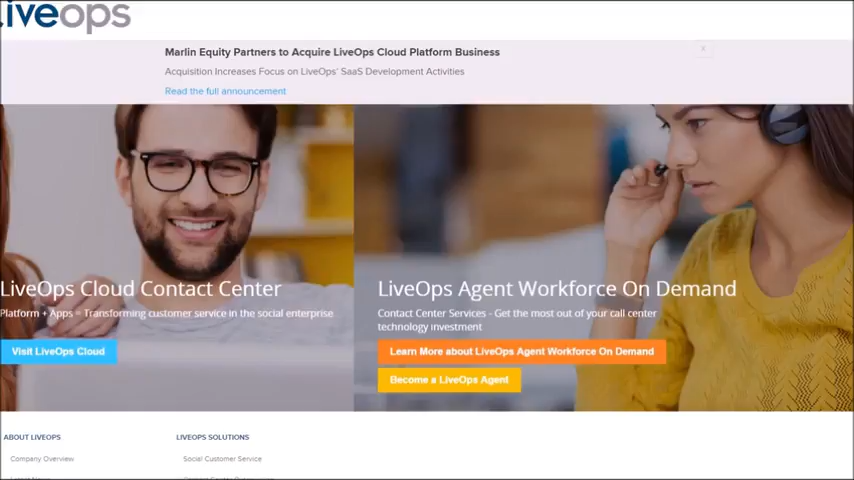 liveops
Marlin Equity Partners to Acquire LiveOps Cloud Platform Business
x
Acquisition Increases Focus on LiveOps' SaaS Development Activities
Read the full announcement
LiveOps Cloud Contact Center
Platform + Apps = Transforming customer service in the social enterprise
Visit LiveOps Cloud
LiveOps Agent Workforce On Demand
Contact Center Services - Get the most out of your call center
technology investment
Learn More about LiveOps Agent Workforce On Demand
Become a LiveOps Agent
ABOUT LIVEOPS
Company Overview
LIVEOPS SOLUTIONS
Social Customer Service